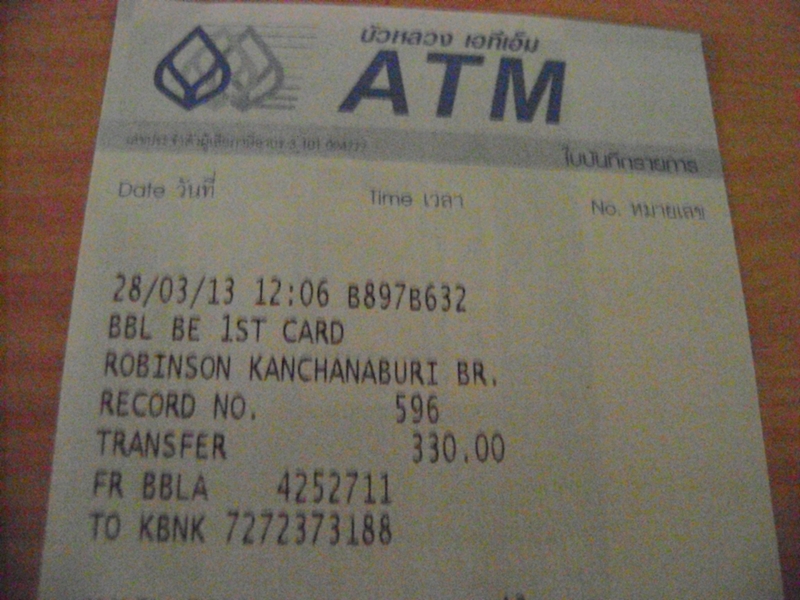 บัวหลวง เอทีเอ็ม
ATM
ใบบันทึกรายการ
Date วันที่ Time เวลา No. หมายเลข
28/03/13 12:06 B897B632
BBL BE 1ST CARD
ROBINSON KANCHANABURI BR.
RECORD NO. 596
TRANSFER 330.00
FR BBLA 4252711
TO KBNK 7272373188